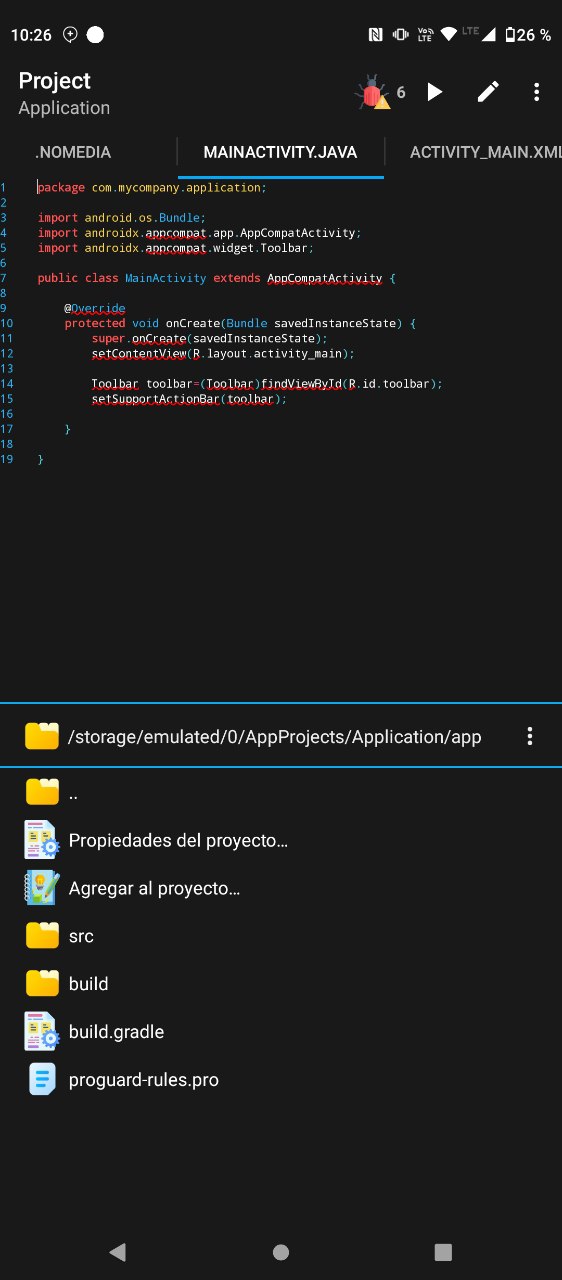 10:26
Vo)) LTE
LTE
26 %
Project
Application
6
.NOMEDIA
MAINACTIVITY.JAVA
ACTIVITY_MAIN.XML
1 package com.mycompany.application;
2
3 import android.os.Bundle;
4 import androidx.appcompat.app.AppCompatActivity;
5 import androidx.appcompat.widget.Toolbar;
6
7 public class MainActivity extends AppCompatActivity {
8
9 @Override
10 protected void onCreate(Bundle savedInstanceState) {
11 super.onCreate(savedInstanceState);
12 setContentView(R.layout.activity_main);
13
14 Toolbar toolbar=(Toolbar)findViewById(R.id.toolbar);
15 setSupportActionBar(toolbar);
16
17 }
18
19 }
/storage/emulated/0/AppProjects/Application/app
..
Propiedades del proyecto...
Agregar al proyecto...
src
build
build.gradle
proguard-rules.pro